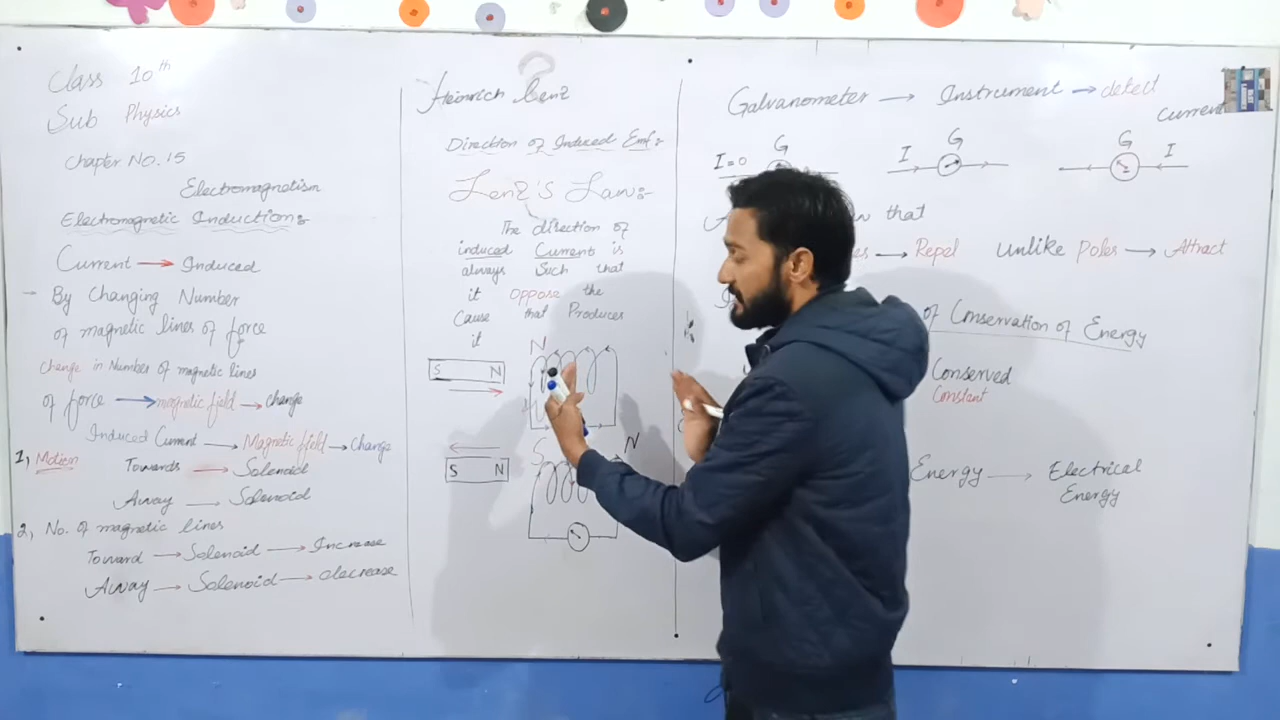 Class 10th
Sub Physics
Chapter No. 15
Electromagnetism
Electromagnetic Induction:-
Current → Induced
- By Changing Number
of magnetic lines of force
Change in Number of magnetic lines
of force → magnetic field → change
Induced Current → Magnetic field → Change
1, Motion Towards → Solenoid
Away — Solenoid
2, No. of magnetic lines
Toward → Solenoid → Increase
Away → Solenoid → decrease
Heinrich Lenz
Direction of Induced Emf:-
Lenz's Law:-
The direction of
induced Current is
always Such that
it oppose the
Cause that Produces
it
N
S N
N
S N
S
Galvanometer → Instrument → detect
Current
I=0 G
I G
G I
that
→ Repel Unlike Poles → Attract
of Conservation of Energy
Conserved
Constant
Energy → Electrical
Energy